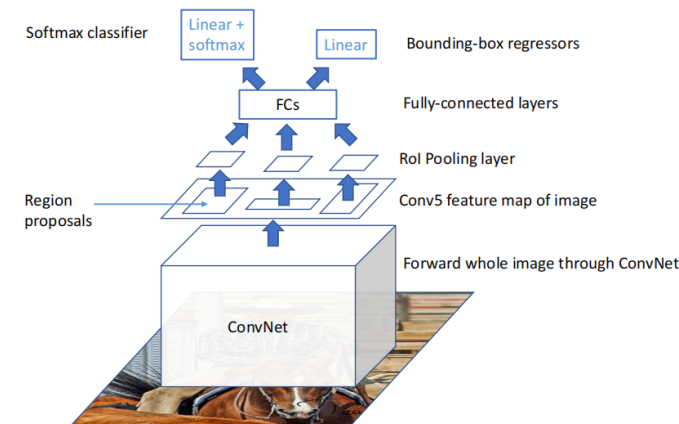 Softmax classifier
Linear +
softmax
Linear
Bounding-box regressors
FCs
Fully-connected layers
RoI Pooling layer
Region
proposals
Conv5 feature map of image
Forward whole image through ConvNet
ConvNet